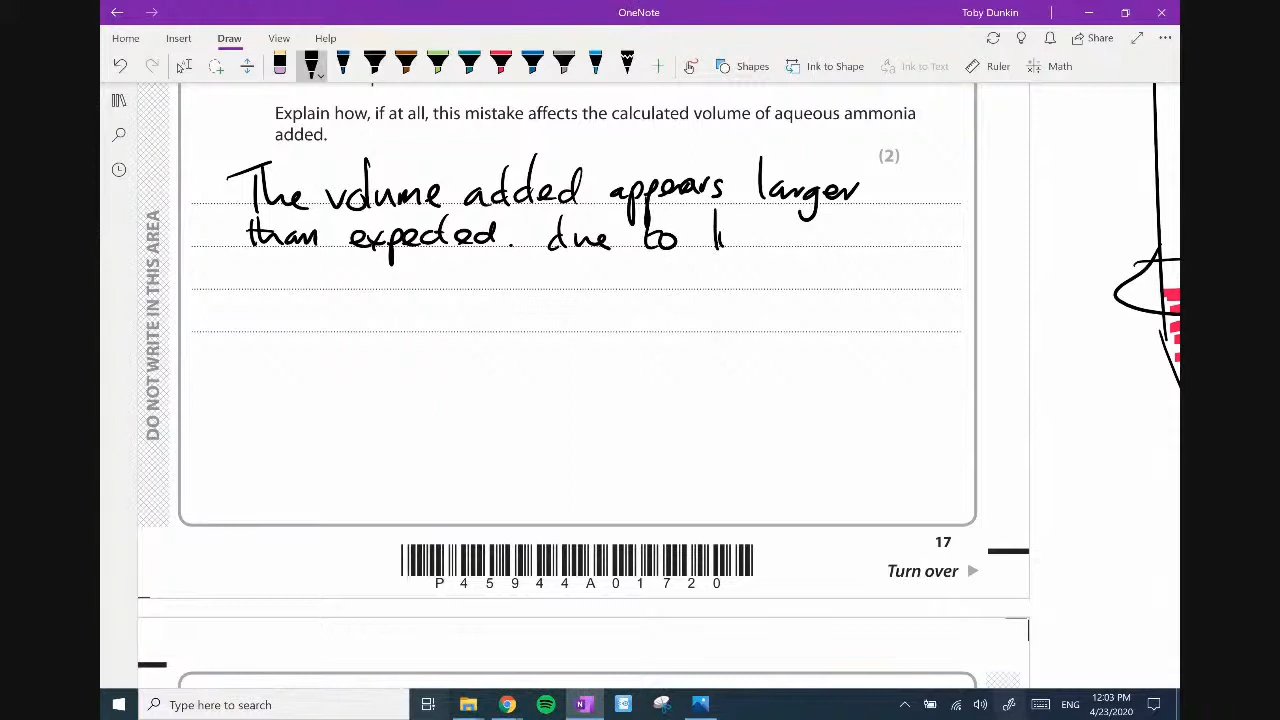 OneNote
Toby Dunkin
Home Insert Draw View Help
Share
Shapes Ink to Shape Ink to Text Ruler Math
Explain how, if at all, this mistake affects the calculated volume of aqueous ammonia
added.
(2)
The volume added appears larger
than expected. due to
DO NOT WRITE IN THIS AREA
17
P 4 5 9 4 4 A 0 1 7 2 0
Turn over
Type here to search
ENG
12:03 PM
4/23/2020